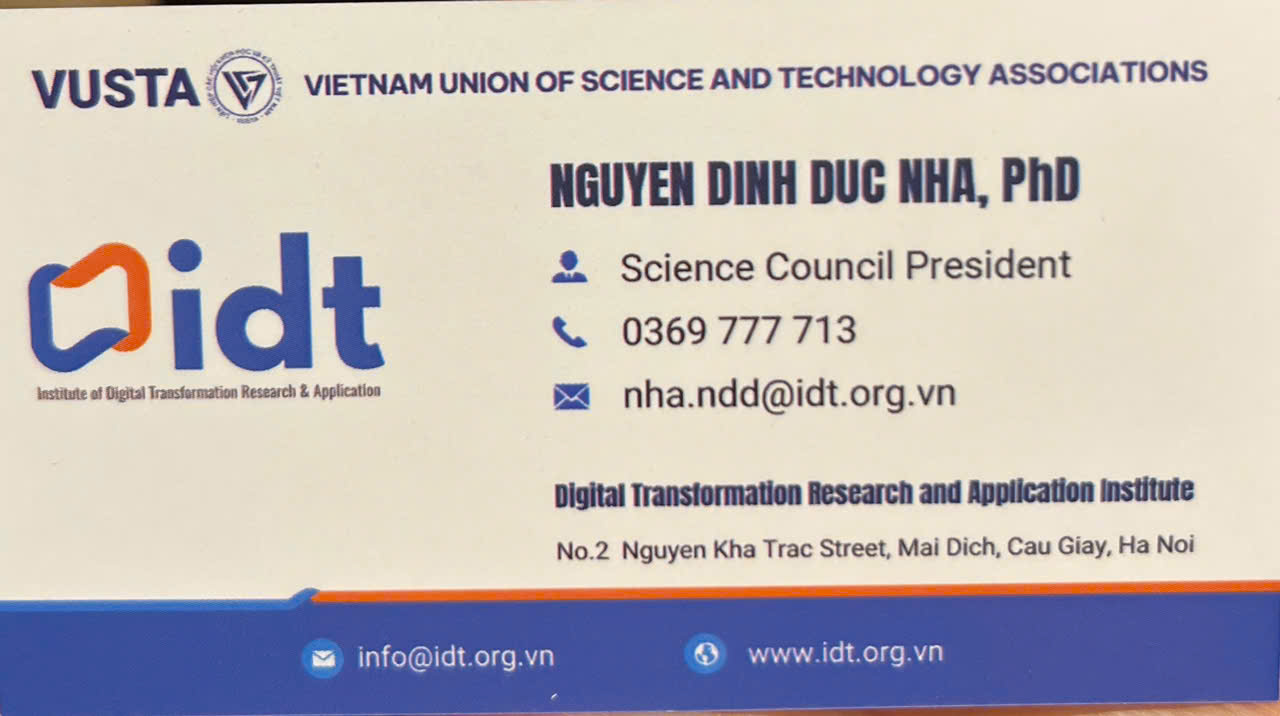 VUSTA
VIETNAM UNION OF SCIENCE AND TECHNOLOGY ASSOCIATIONS
NGUYEN DINH DUC NHA, PhD
Science Council President
0369 777 713
nha.ndd@idt.org.vn
idt
Institute of Digital Transformation Research & Application
Digital Transformation Research and Application Institute
No.2 Nguyen Kha Trac Street, Mai Dich, Cau Giay, Ha Noi
info@idt.org.vn
www.idt.org.vn